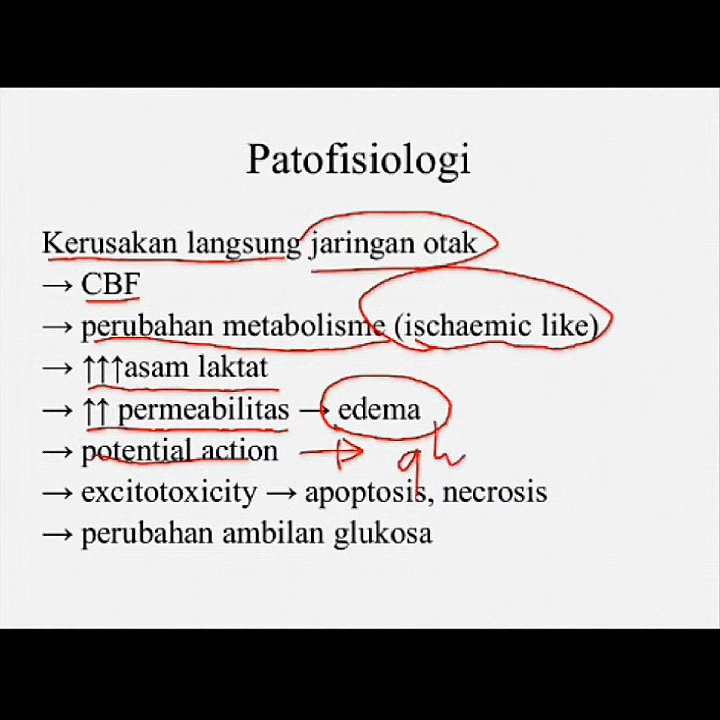 Patofisiologi
Kerusakan langsung jaringan otak
→ CBF
→ perubahan metabolisme (ischaemic like)
→ ↑↑↑asam laktat
→ ↑↑ permeabilitas → edema
→ potential action
→ excitotoxicity → apoptosis, necrosis
→ perubahan ambilan glukosa